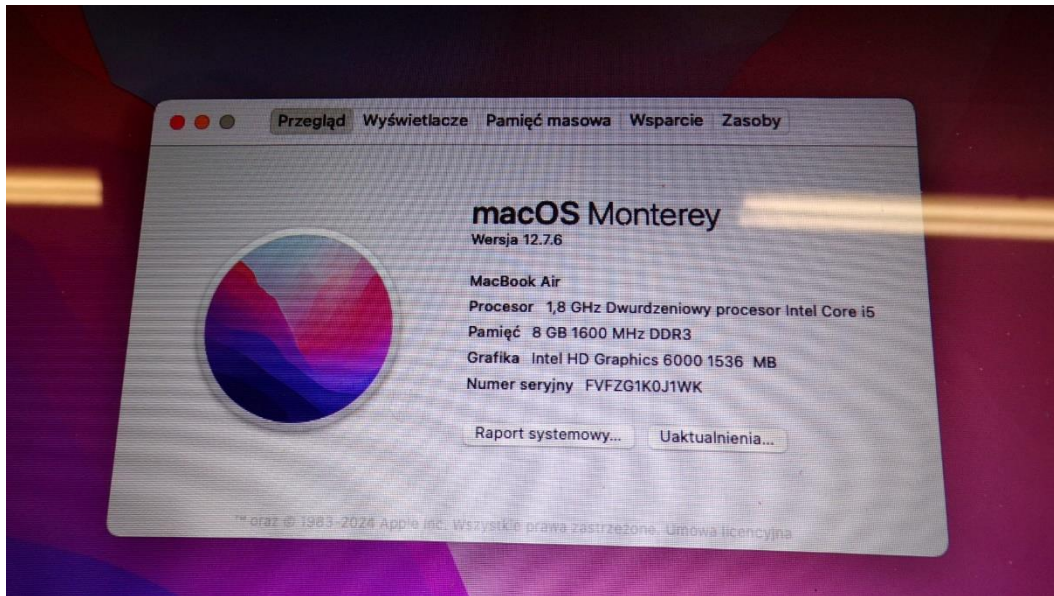 Przegląd Wyświetlacze Pamięć masowa Wsparcie Zasoby
macOS Monterey
Wersja 12.7.6
MacBook Air
Procesor 1,8 GHz Dwurdzeniowy procesor Intel Core i5
Pamięć 8 GB 1600 MHz DDR3
Grafika Intel HD Graphics 6000 1536 MB
Numer seryjny FVFZG1K0J1WK
Raport systemowy... Uaktualnienia...
™ oraz © 1983-2024 Apple Inc. Wszystkie prawa zastrzeżone. Umowa licencyjna